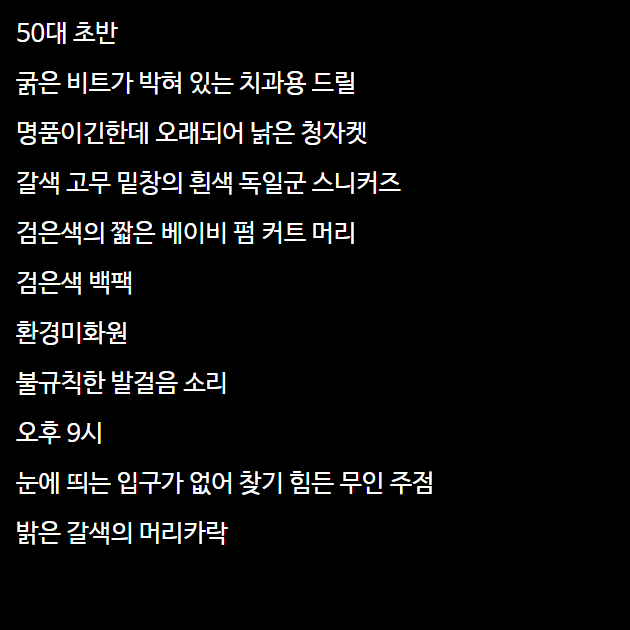 50대 초반
굵은 비트가 박혀 있는 치과용 드릴
명품이긴한데 오래되어 낡은 청자켓
갈색 고무 밑창의 흰색 독일군 스니커즈
검은색의 짧은 베이비 펌 커트 머리
검은색 백팩
환경미화원
불규칙한 발걸음 소리
오후 9시
눈에 띄는 입구가 없어 찾기 힘든 무인 주점
밝은 갈색의 머리카락